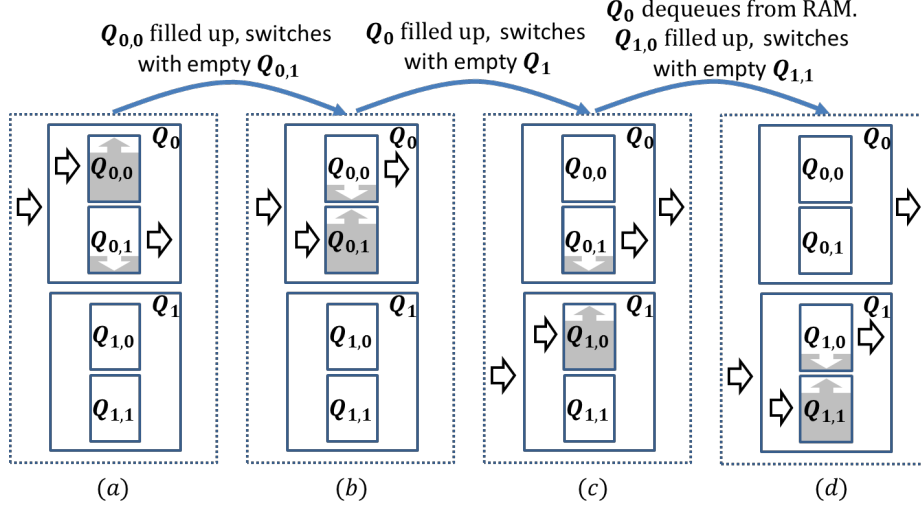 Q0,0 filled up, switches
with empty Q0,1
Q0 filled up, switches
with empty Q1
Q0 dequeues from RAM.
Q1,0 filled up, switches
with empty Q1,1
Q0
Q0,0
Q0,1
Q1
Q1,0
Q1,1
(a)
Q0
Q0,0
Q0,1
Q1
Q1,0
Q1,1
(b)
Q0
Q0,0
Q0,1
Q1
Q1,0
Q1,1
(c)
Q0
Q0,0
Q0,1
Q1
Q1,0
Q1,1
(d)